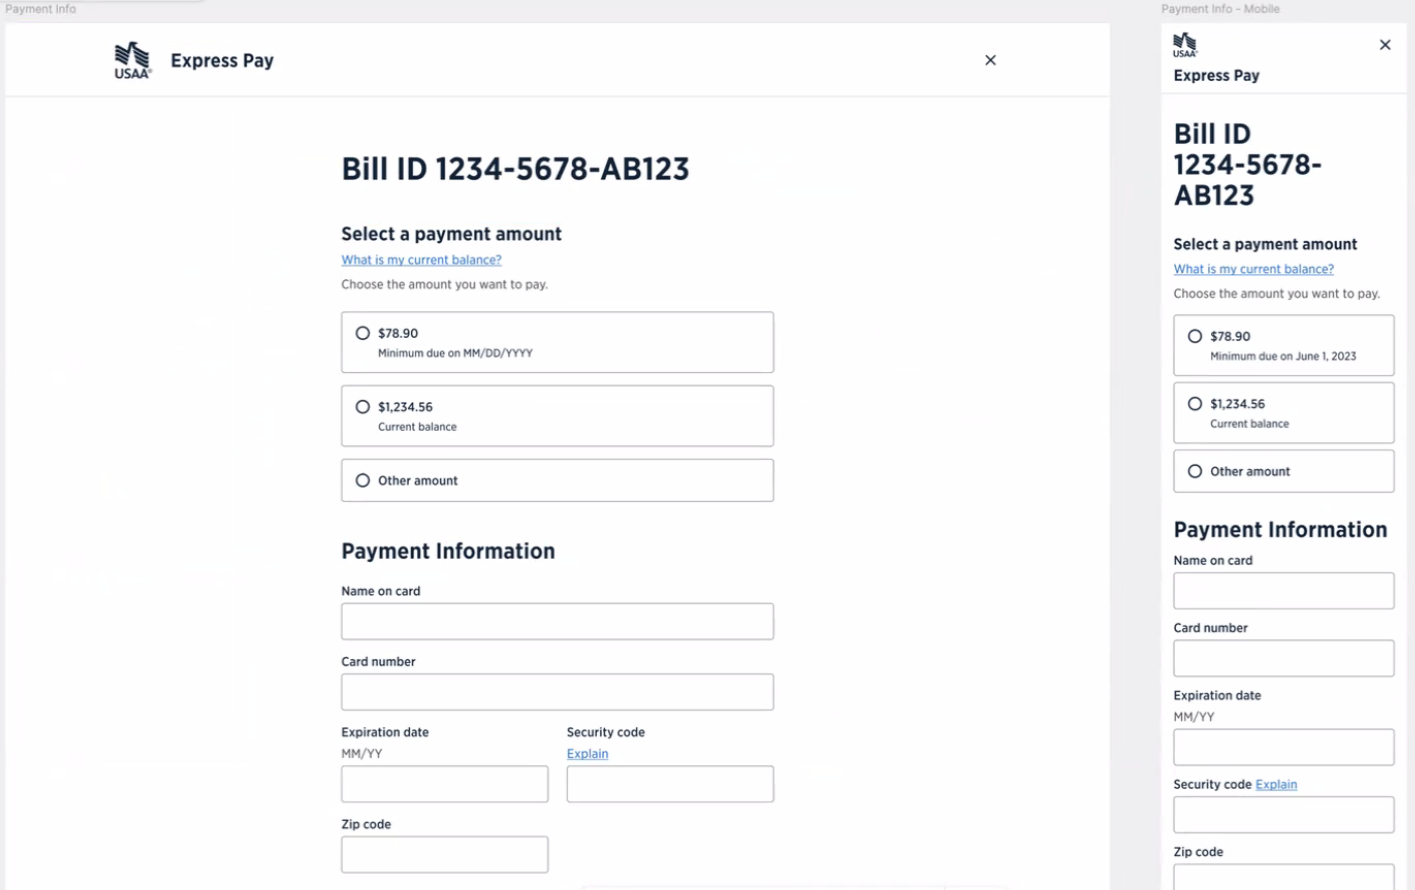 Payment Info
USAA®
Express Pay
Bill ID 1234-5678-AB123
Select a payment amount
What is my current balance?
Choose the amount you want to pay.
$78.90
Minimum due on MM/DD/YYYY
$1,234.56
Current balance
Other amount
Payment Information
Name on card
Card number
Expiration date
MM/YY
Security code
Explain
Zip code
Payment Info - Mobile
USAA®
Express Pay
Bill ID
1234-5678-
AB123
Select a payment amount
What is my current balance?
Choose the amount you want to pay.
$78.90
Minimum due on June 1, 2023
$1,234.56
Current balance
Other amount
Payment Information
Name on card
Card number
Expiration date
MM/YY
Security code Explain
Zip code